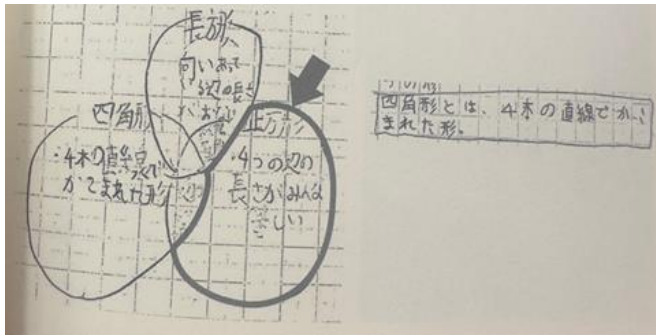 長方形
向いあって
いる辺の長さ
がおなじ
四角形
・4本の直線で
かこまれた形
正方形
・4つの辺の
長さがみんな
等しい
四角形とは、4本の直線でかこ
まれた形。